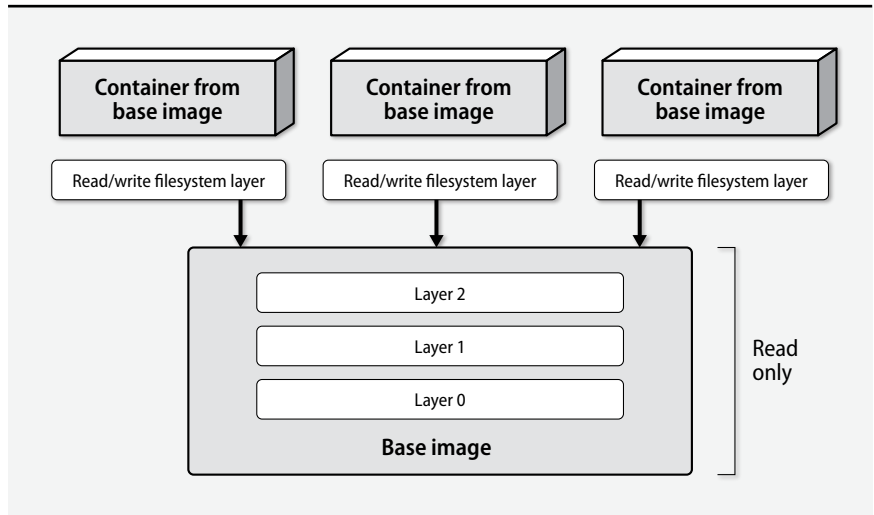 Container from
base image
Container from
base image
Container from
base image
Read/write filesystem layer
Read/write filesystem layer
Read/write filesystem layer
Layer 2
Layer 1
Layer 0
Base image
Read
only